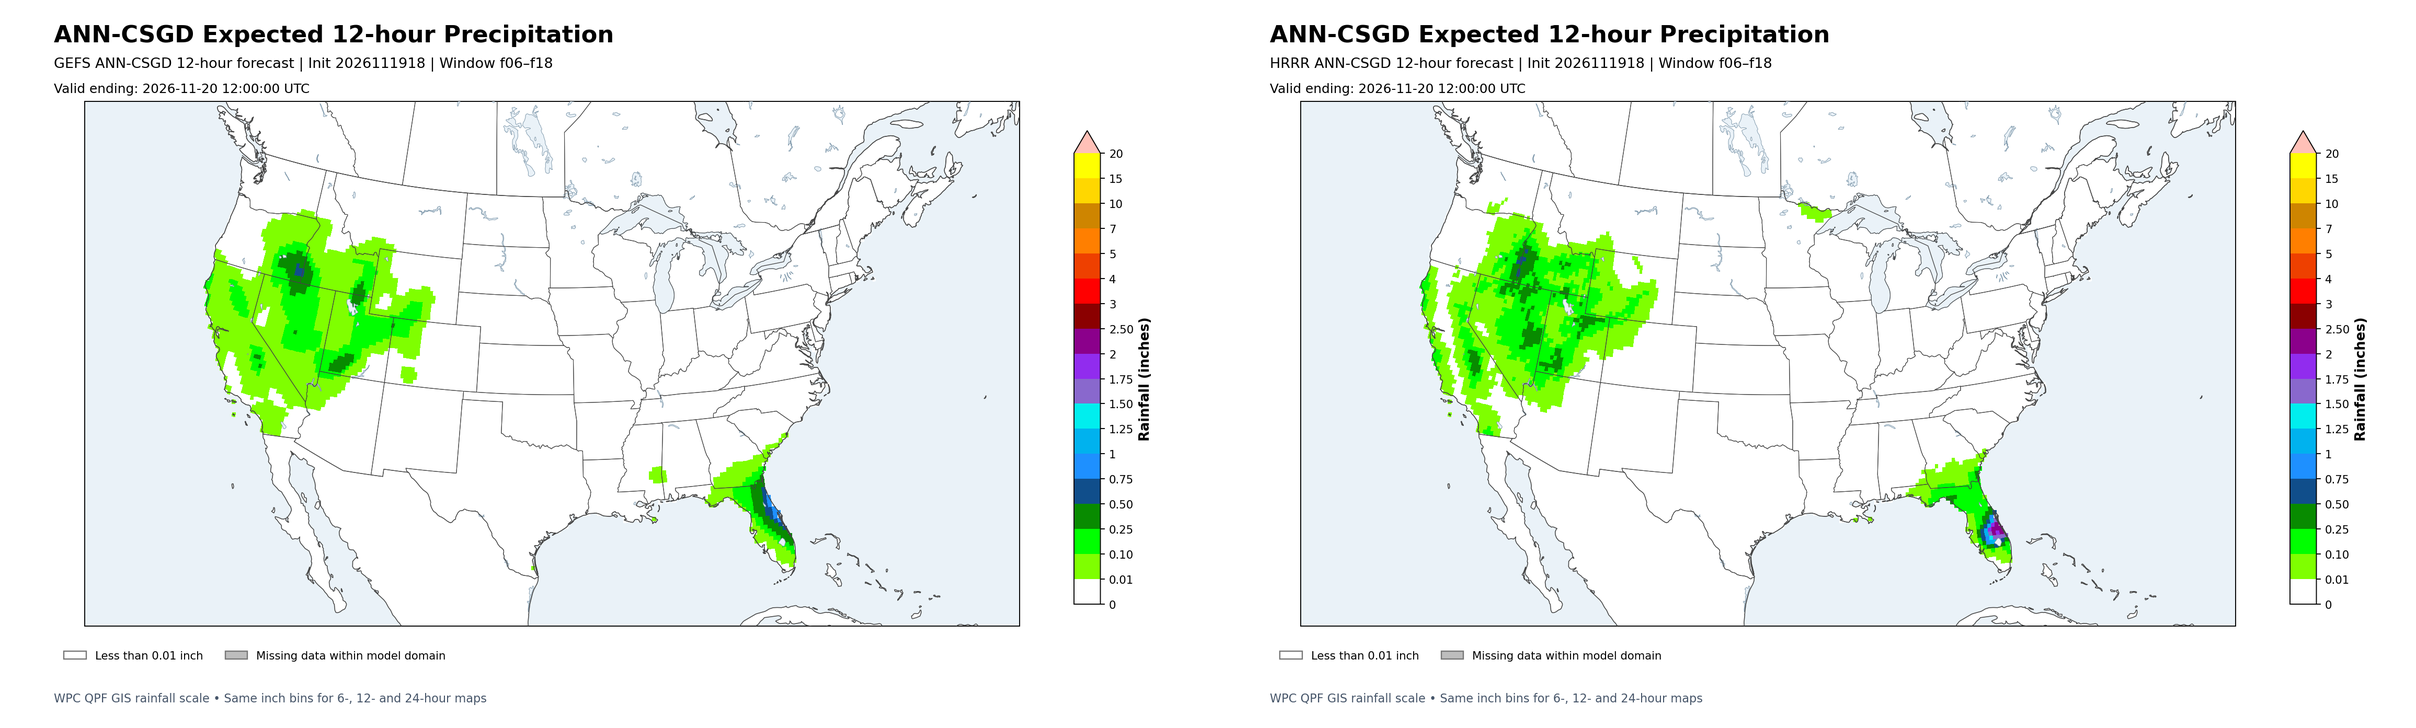 ANN-CSGD Expected 12-hour Precipitation
GEFS ANN-CSGD 12-hour forecast | Init 2026111918 | Window f06–f18
Valid ending: 2026-11-20 12:00:00 UTC
20
15
10
7
5
4
3
2.50
2
1.75
1.50
1.25
1
0.75
0.50
0.25
0.10
0.01
0
Rainfall (inches)
Less than 0.01 inch
Missing data within model domain
WPC QPF GIS rainfall scale • Same inch bins for 6-, 12- and 24-hour maps
ANN-CSGD Expected 12-hour Precipitation
HRRR ANN-CSGD 12-hour forecast | Init 2026111918 | Window f06–f18
Valid ending: 2026-11-20 12:00:00 UTC
20
15
10
7
5
4
3
2.50
2
1.75
1.50
1.25
1
0.75
0.50
0.25
0.10
0.01
0
Rainfall (inches)
Less than 0.01 inch
Missing data within model domain
WPC QPF GIS rainfall scale • Same inch bins for 6-, 12- and 24-hour maps